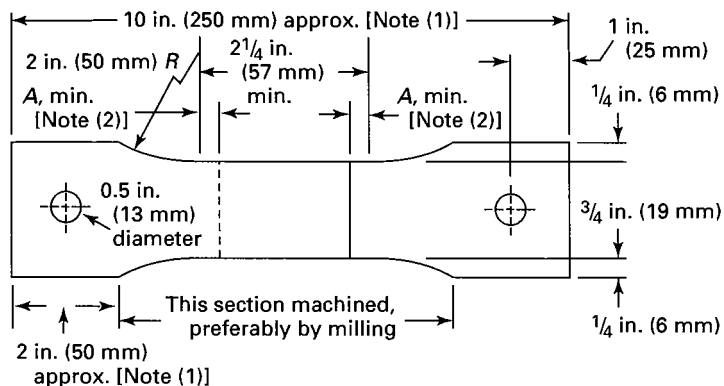 10 in. (250 mm) approx. [Note (1)]
2 in. (50 mm) R
2 1/4 in.
(57 mm)
min.
1 in.
(25 mm)
A, min.
[Note (2)]
A, min.
[Note (2)]
1/4 in. (6 mm)
0.5 in.
(13 mm)
diameter
3/4 in. (19 mm)
This section machined,
preferably by milling
1/4 in. (6 mm)
2 in. (50 mm)
approx. [Note (1)]